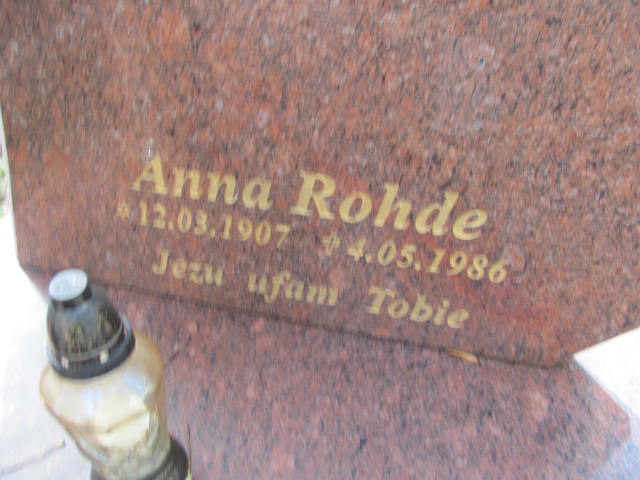 Anna Rohde
* 12.03.1907 ✝ 4.05.1986
Jezu ufam Tobie